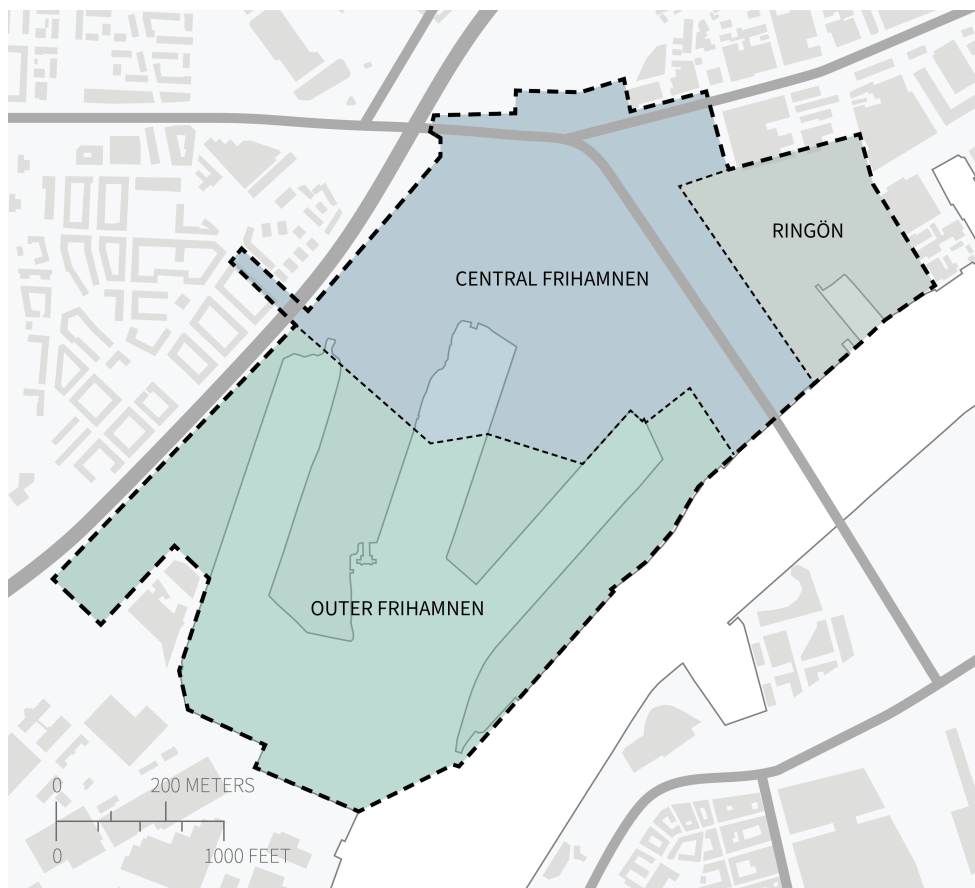 RINGÖN
CENTRAL FRIHAMNEN
OUTER FRIHAMNEN
0 200 METERS
0 1000 FEET